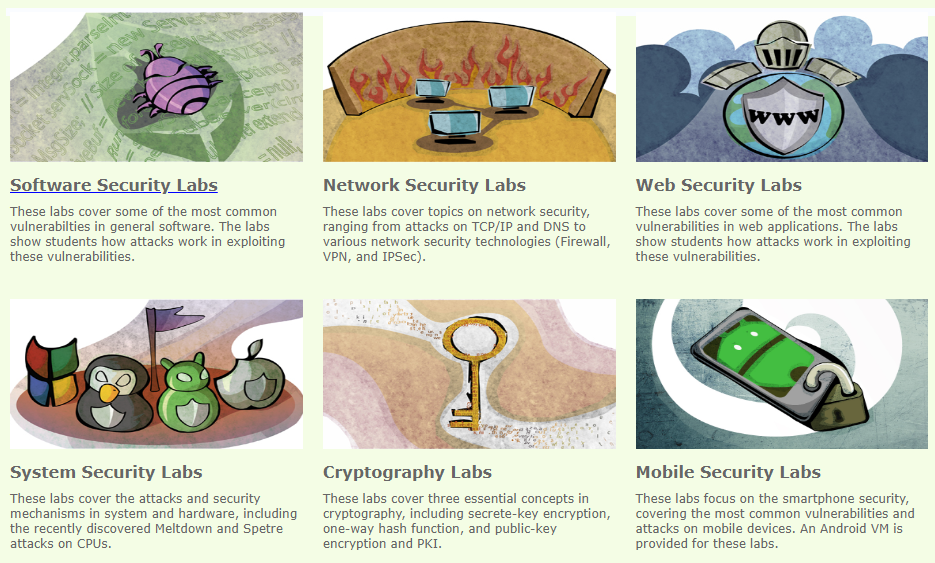 Software Security Labs
These labs cover some of the most common
vulnerabilties in general software. The labs
show students how attacks work in exploiting
these vulnerabilities.
Network Security Labs
These labs cover topics on network security,
ranging from attacks on TCP/IP and DNS to
various network security technologies (Firewall,
VPN, and IPSec).
WWW
Web Security Labs
These labs cover some of the most common
vulnerabilities in web applications. The labs
show students how attacks work in exploiting
these vulnerabilities.
System Security Labs
These labs cover the attacks and security
mechanisms in system and hardware, including
the recently discovered Meltdown and Spetre
attacks on CPUs.
Cryptography Labs
These labs cover three essential concepts in
cryptography, including secrete-key encryption,
one-way hash function, and public-key
encryption and PKI.
Mobile Security Labs
These labs focus on the smartphone security,
covering the most common vulnerabilities and
attacks on mobile devices. An Android VM is
provided for these labs.